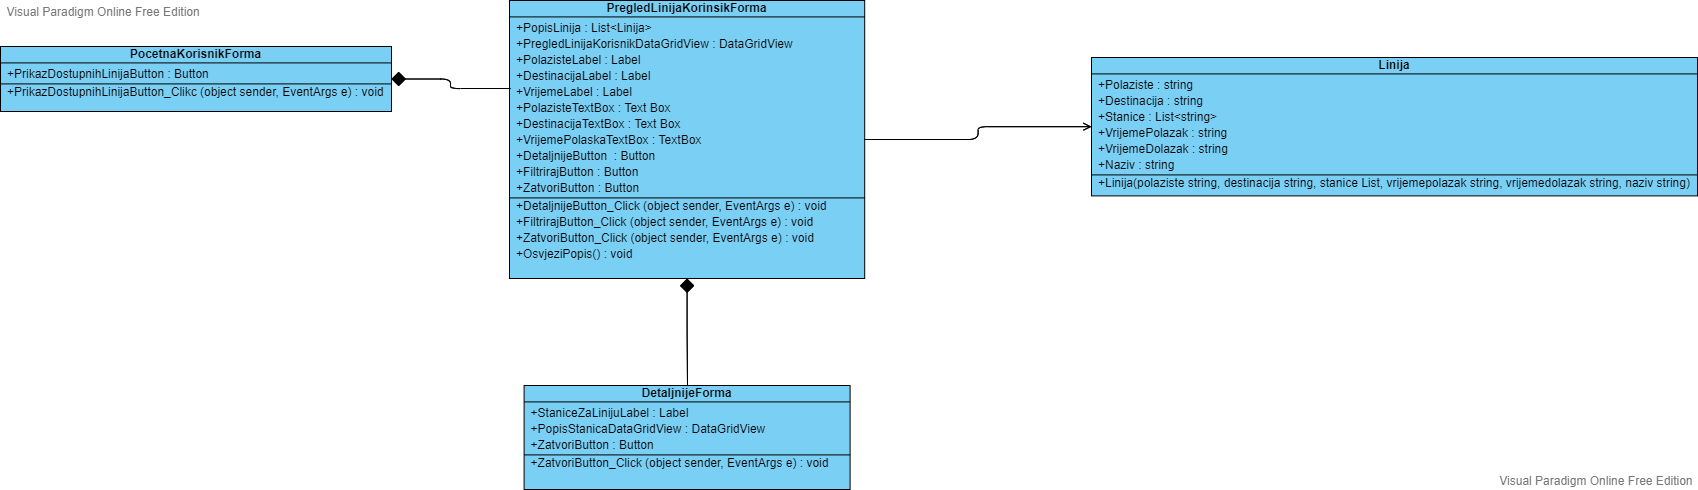 Visual Paradigm Online Free Edition
PocetnaKorisnikForma
+PrikazDostupnihLinijaButton : Button
+PrikazDostupnihLinijaButton_Clikc (object sender, EventArgs e) : void
PregledLinijaKorinsikForma
+PopisLinija : List<Linija>
+PregledLinijaKorisnikDataGridView : DataGridView
+PolazisteLabel : Label
+DestinacijaLabel : Label
+VrijemeLabel : Label
+PolazisteTextBox : Text Box
+DestinacijaTextBox : Text Box
+VrijemePolaskaTextBox : TextBox
+DetaljnijeButton  : Button
+FiltrirajButton : Button
+ZatvoriButton : Button
+DetaljnijeButton_Click (object sender, EventArgs e) : void
+FiltrirajButton_Click (object sender, EventArgs e) : void
+ZatvoriButton_Click (object sender, EventArgs e) : void
+OsvjeziPopis() : void
Linija
+Polaziste : string
+Destinacija : string
+Stanice : List<string>
+VrijemePolazak : string
+VrijemeDolazak : string
+Naziv : string
+Linija(polaziste string, destinacija string, stanice List, vrijemepolazak string, vrijemedolazak string, naziv string)
DetaljnijeForma
+StaniceZaLinijuLabel : Label
+PopisStanicaDataGridView : DataGridView
+ZatvoriButton : Button
+ZatvoriButton_Click (object sender, EventArgs e) : void
Visual Paradigm Online Free Edition